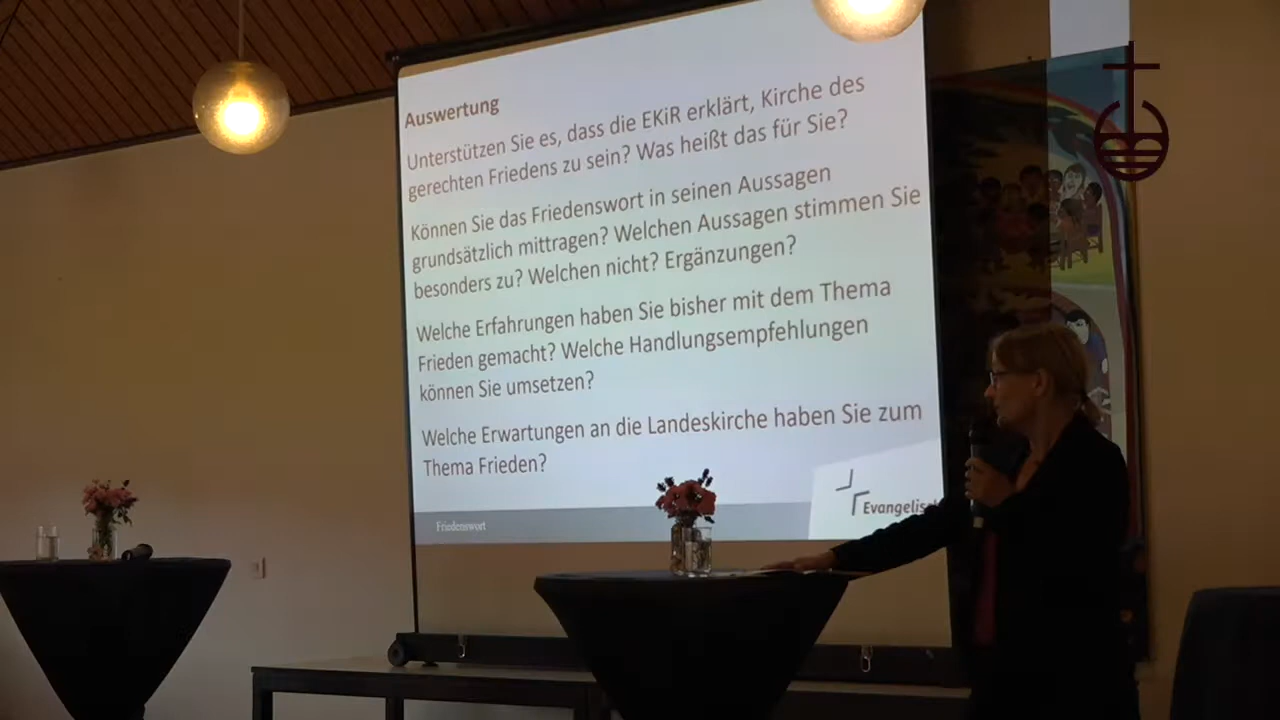 Auswertung
Unterstützen Sie es, dass die EKiR erklärt, Kirche des
gerechten Friedens zu sein? Was heißt das für Sie?
Können Sie das Friedenswort in seinen Aussagen
grundsätzlich mittragen? Welchen Aussagen stimmen Sie
besonders zu? Welchen nicht? Ergänzungen?
Welche Erfahrungen haben Sie bisher mit dem Thema
Frieden gemacht? Welche Handlungsempfehlungen
können Sie umsetzen?
Welche Erwartungen an die Landeskirche haben Sie zum
Thema Frieden?
Friedenswort